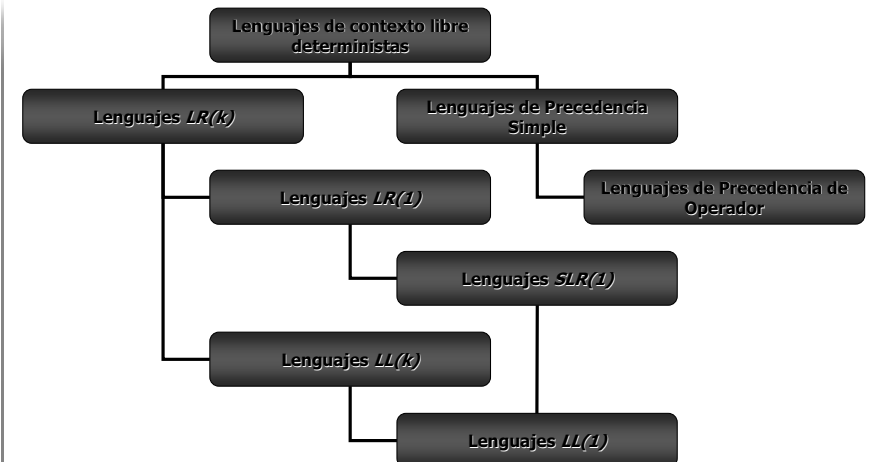 Lenguajes de contexto libre
deterministas
Lenguajes LR(k)
Lenguajes de Precedencia
Simple
Lenguajes LR(1)
Lenguajes de Precedencia de
Operador
Lenguajes SLR(1)
Lenguajes LL(k)
Lenguajes LL(1)